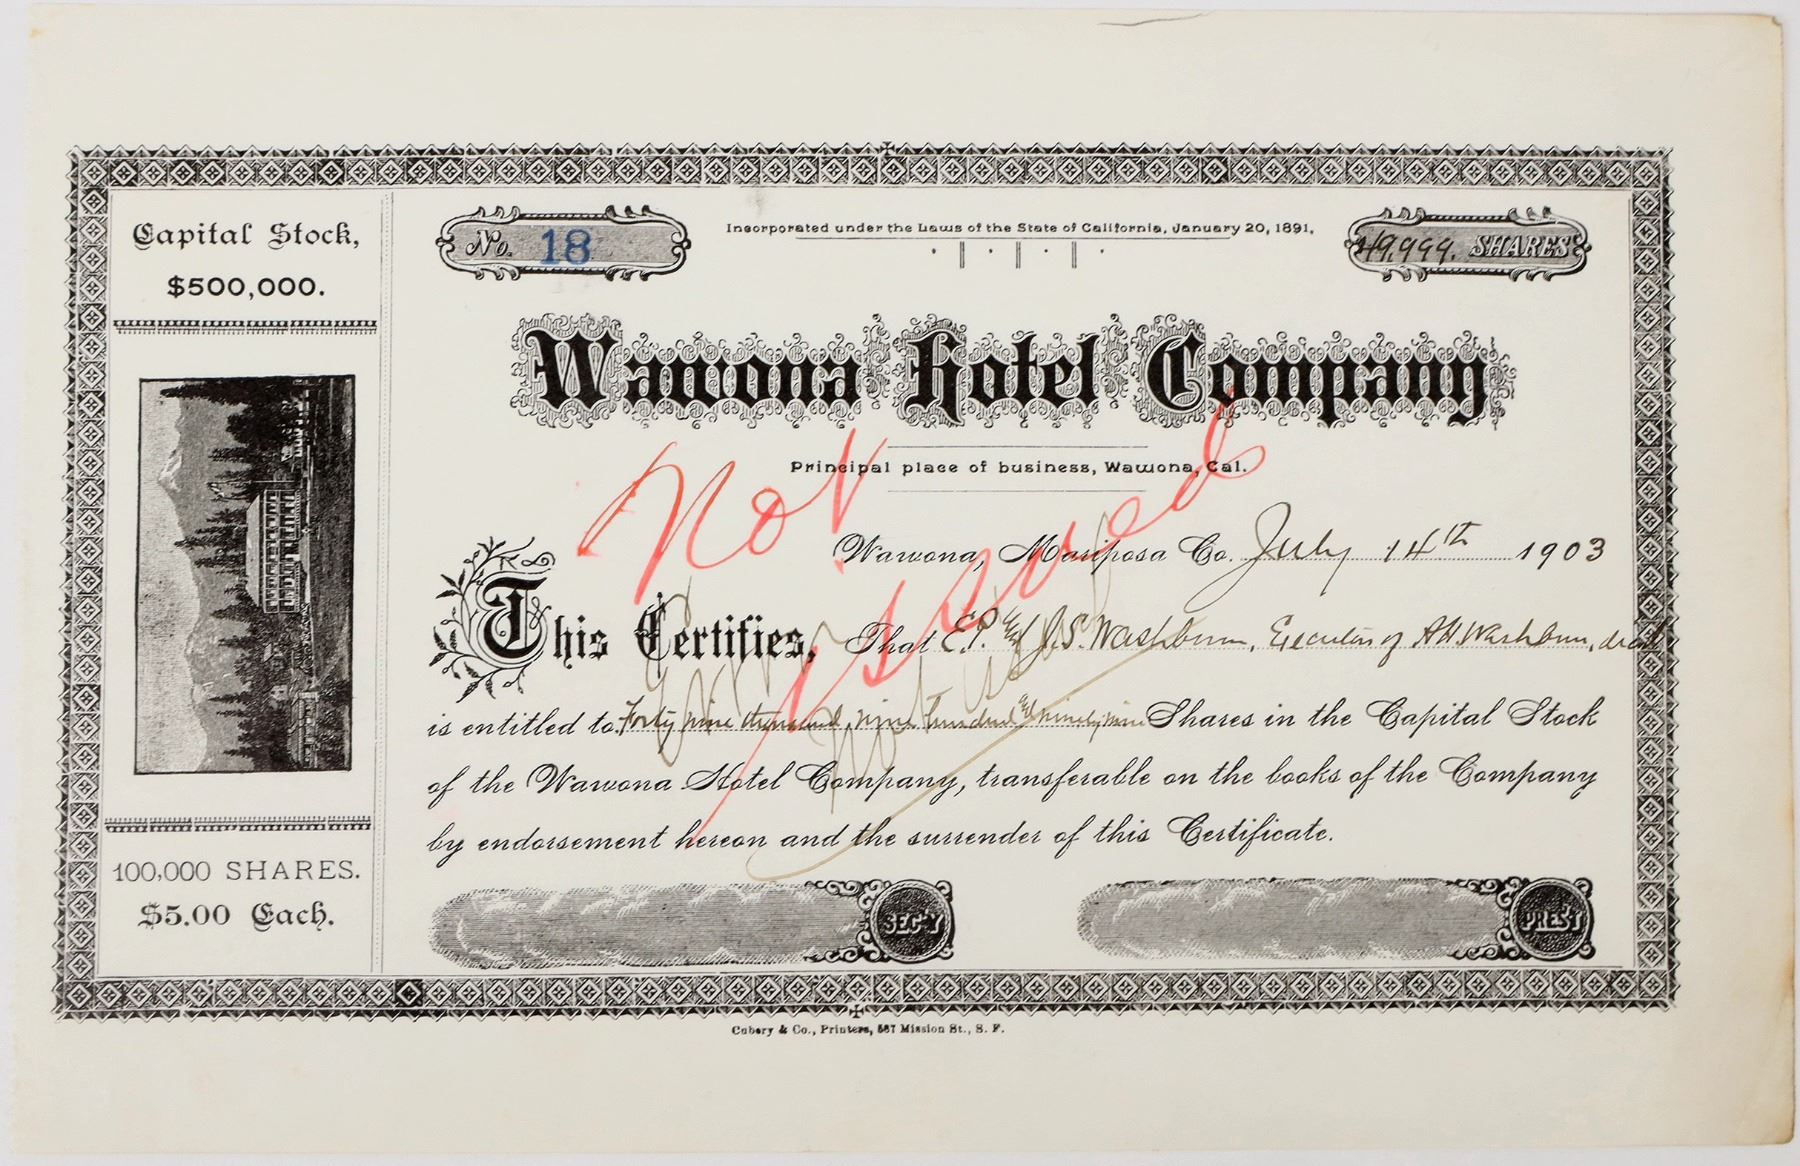 Capital Stock,
$500,000.
100,000 SHARES.
$5.00 Each.
No. 18
Incorporated under the Laws of the State of California, January 20, 1891.
49,999. SHARES
Wawona Hotel Company
Principal place of business, Wawona, Cal.
Not Issued
Wawona, Mariposa Co. July 14th 1903
This Certifies, That E.P. and J.S. Washburn, Executors of A H Washburn, decd
is entitled to Forty nine thousand, nine hundred and ninety nine Shares in the Capital Stock
of the Wawona Hotel Company, transferable on the books of the Company
by endorsement hereon and the surrender of this Certificate.
SEC'Y
PRES'T
Cubery & Co., Printers, 587 Mission St., S. F.